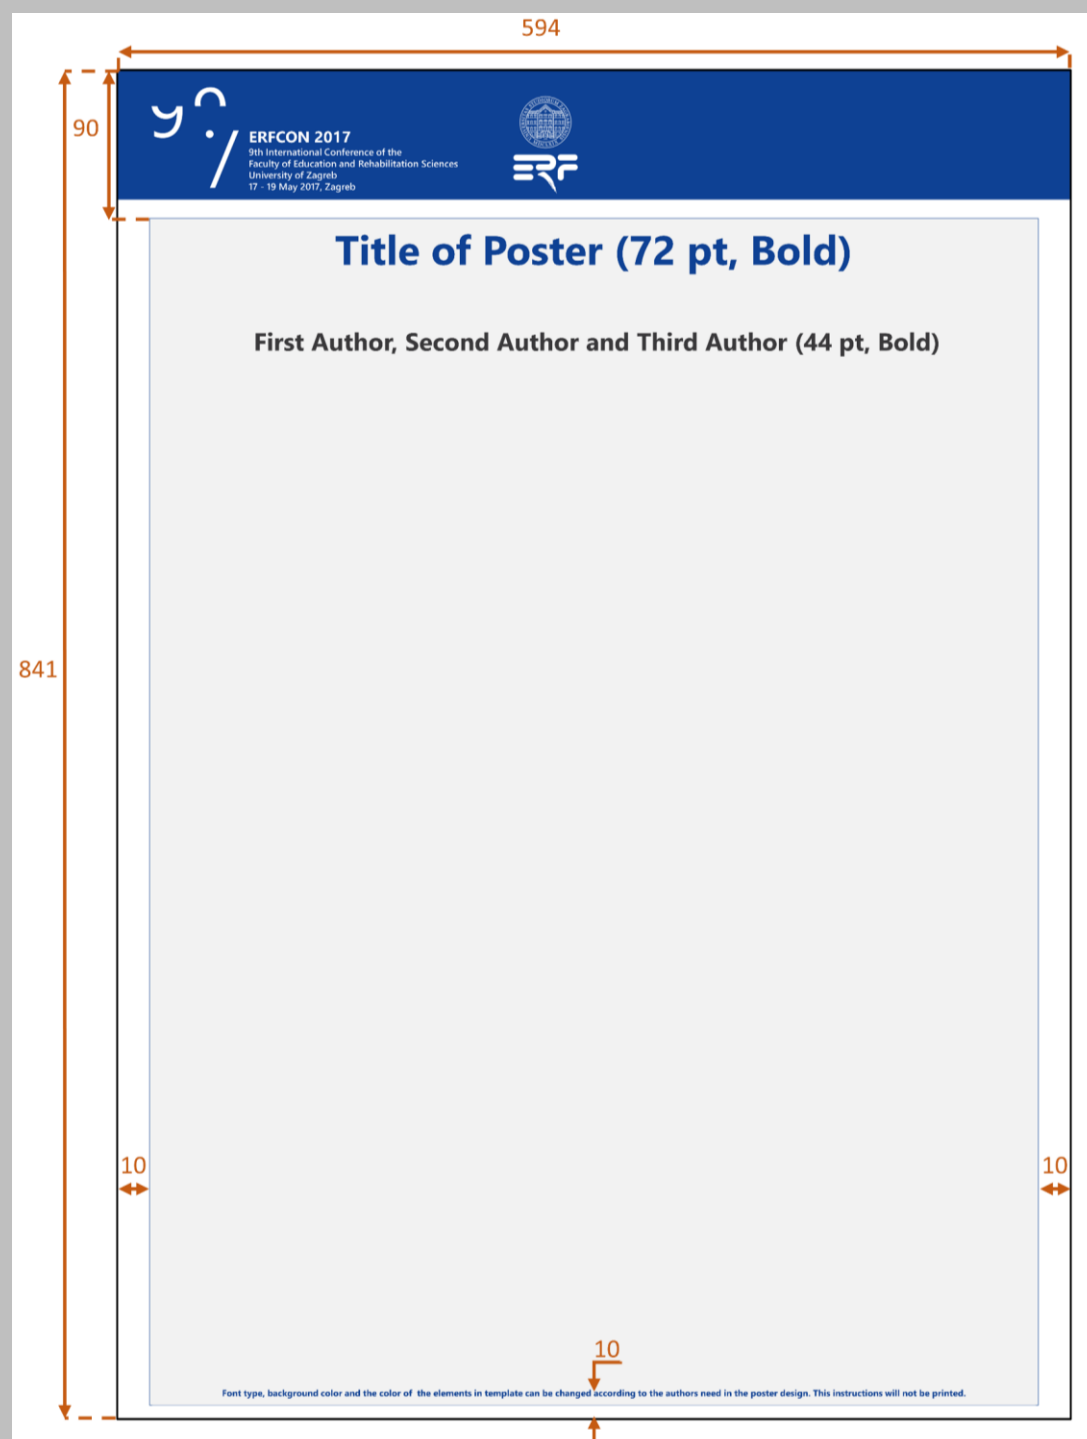 594
90
ERFCON 2017
9th International Conference of the
Faculty of Education and Rehabilitation Sciences
University of Zagreb
17 - 19 May 2017, Zagreb
ERF
Title of Poster (72 pt, Bold)
First Author, Second Author and Third Author (44 pt, Bold)
841
10
10
10
Font type, background color and the color of the elements in template can be changed according to the authors need in the poster design. This instructions will not be printed.